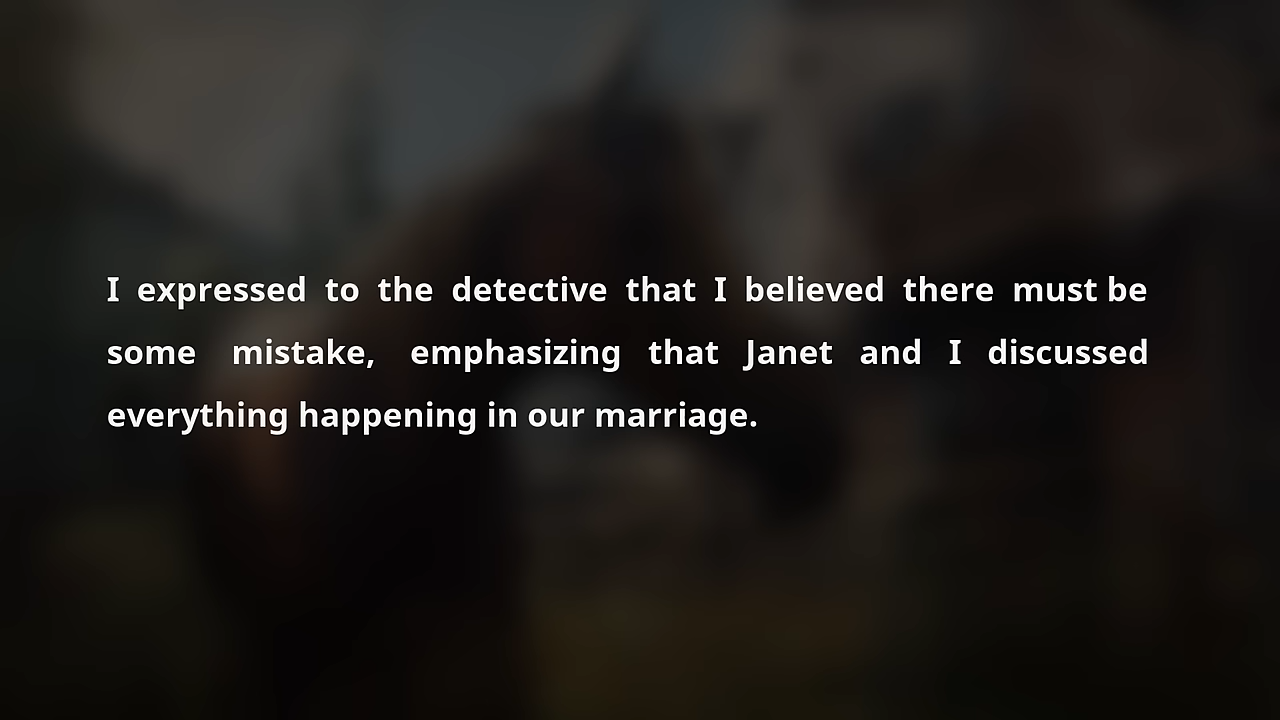 I expressed to the detective that I believed there must be
some mistake, emphasizing that Janet and I discussed
everything happening in our marriage.